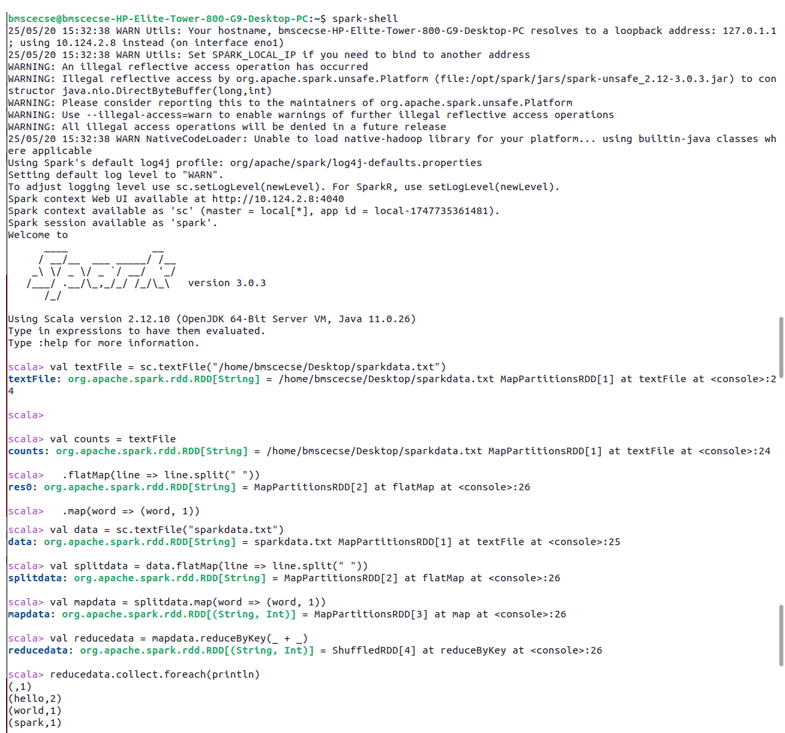 bmscecse@bmscecse-HP-Elite-Tower-800-G9-Desktop-PC:~$ spark-shell
25/05/20 15:32:38 WARN Utils: Your hostname, bmscecse-HP-Elite-Tower-800-G9-Desktop-PC resolves to a loopback address: 127.0.1.1
; using 10.124.2.8 instead (on interface eno1)
25/05/20 15:32:38 WARN Utils: Set SPARK_LOCAL_IP if you need to bind to another address
WARNING: An illegal reflective access operation has occurred
WARNING: Illegal reflective access by org.apache.spark.unsafe.Platform (file:/opt/spark/jars/spark-unsafe_2.12-3.0.3.jar) to con
structor java.nio.DirectByteBuffer(long,int)
WARNING: Please consider reporting this to the maintainers of org.apache.spark.unsafe.Platform
WARNING: Use --illegal-access=warn to enable warnings of further illegal reflective access operations
WARNING: All illegal access operations will be denied in a future release
25/05/20 15:32:38 WARN NativeCodeLoader: Unable to load native-hadoop library for your platform... using builtin-java classes wh
ere applicable
Using Spark's default log4j profile: org/apache/spark/log4j-defaults.properties
Setting default log level to "WARN".
To adjust logging level use sc.setLogLevel(newLevel). For SparkR, use setLogLevel(newLevel).
Spark context Web UI available at http://10.124.2.8:4040
Spark context available as 'sc' (master = local[*], app id = local-1747735361481).
Spark session available as 'spark'.
Welcome to
      ____              __
     / __/__  ___ _____/ /__
    _\ \/ _ \/ _ `/ __/  '_/
   /___/ .__/\_,_/_/ /_/\_\   version 3.0.3
      /_/
Using Scala version 2.12.10 (OpenJDK 64-Bit Server VM, Java 11.0.26)
Type in expressions to have them evaluated.
Type :help for more information.
scala> val textFile = sc.textFile("/home/bmscecse/Desktop/sparkdata.txt")
textFile: org.apache.spark.rdd.RDD[String] = /home/bmscecse/Desktop/sparkdata.txt MapPartitionsRDD[1] at textFile at <console>:2
4
scala>
scala> val counts = textFile
counts: org.apache.spark.rdd.RDD[String] = /home/bmscecse/Desktop/sparkdata.txt MapPartitionsRDD[1] at textFile at <console>:24
scala>   .flatMap(line => line.split(" "))
res0: org.apache.spark.rdd.RDD[String] = MapPartitionsRDD[2] at flatMap at <console>:26
scala>   .map(word => (word, 1))
scala> val data = sc.textFile("sparkdata.txt")
data: org.apache.spark.rdd.RDD[String] = sparkdata.txt MapPartitionsRDD[1] at textFile at <console>:25
scala> val splitdata = data.flatMap(line => line.split(" "))
splitdata: org.apache.spark.rdd.RDD[String] = MapPartitionsRDD[2] at flatMap at <console>:26
scala> val mapdata = splitdata.map(word => (word, 1))
mapdata: org.apache.spark.rdd.RDD[(String, Int)] = MapPartitionsRDD[3] at map at <console>:26
scala> val reducedata = mapdata.reduceByKey(_ + _)
reducedata: org.apache.spark.rdd.RDD[(String, Int)] = ShuffledRDD[4] at reduceByKey at <console>:26
scala> reducedata.collect.foreach(println)
(,1)
(hello,2)
(world,1)
(spark,1)